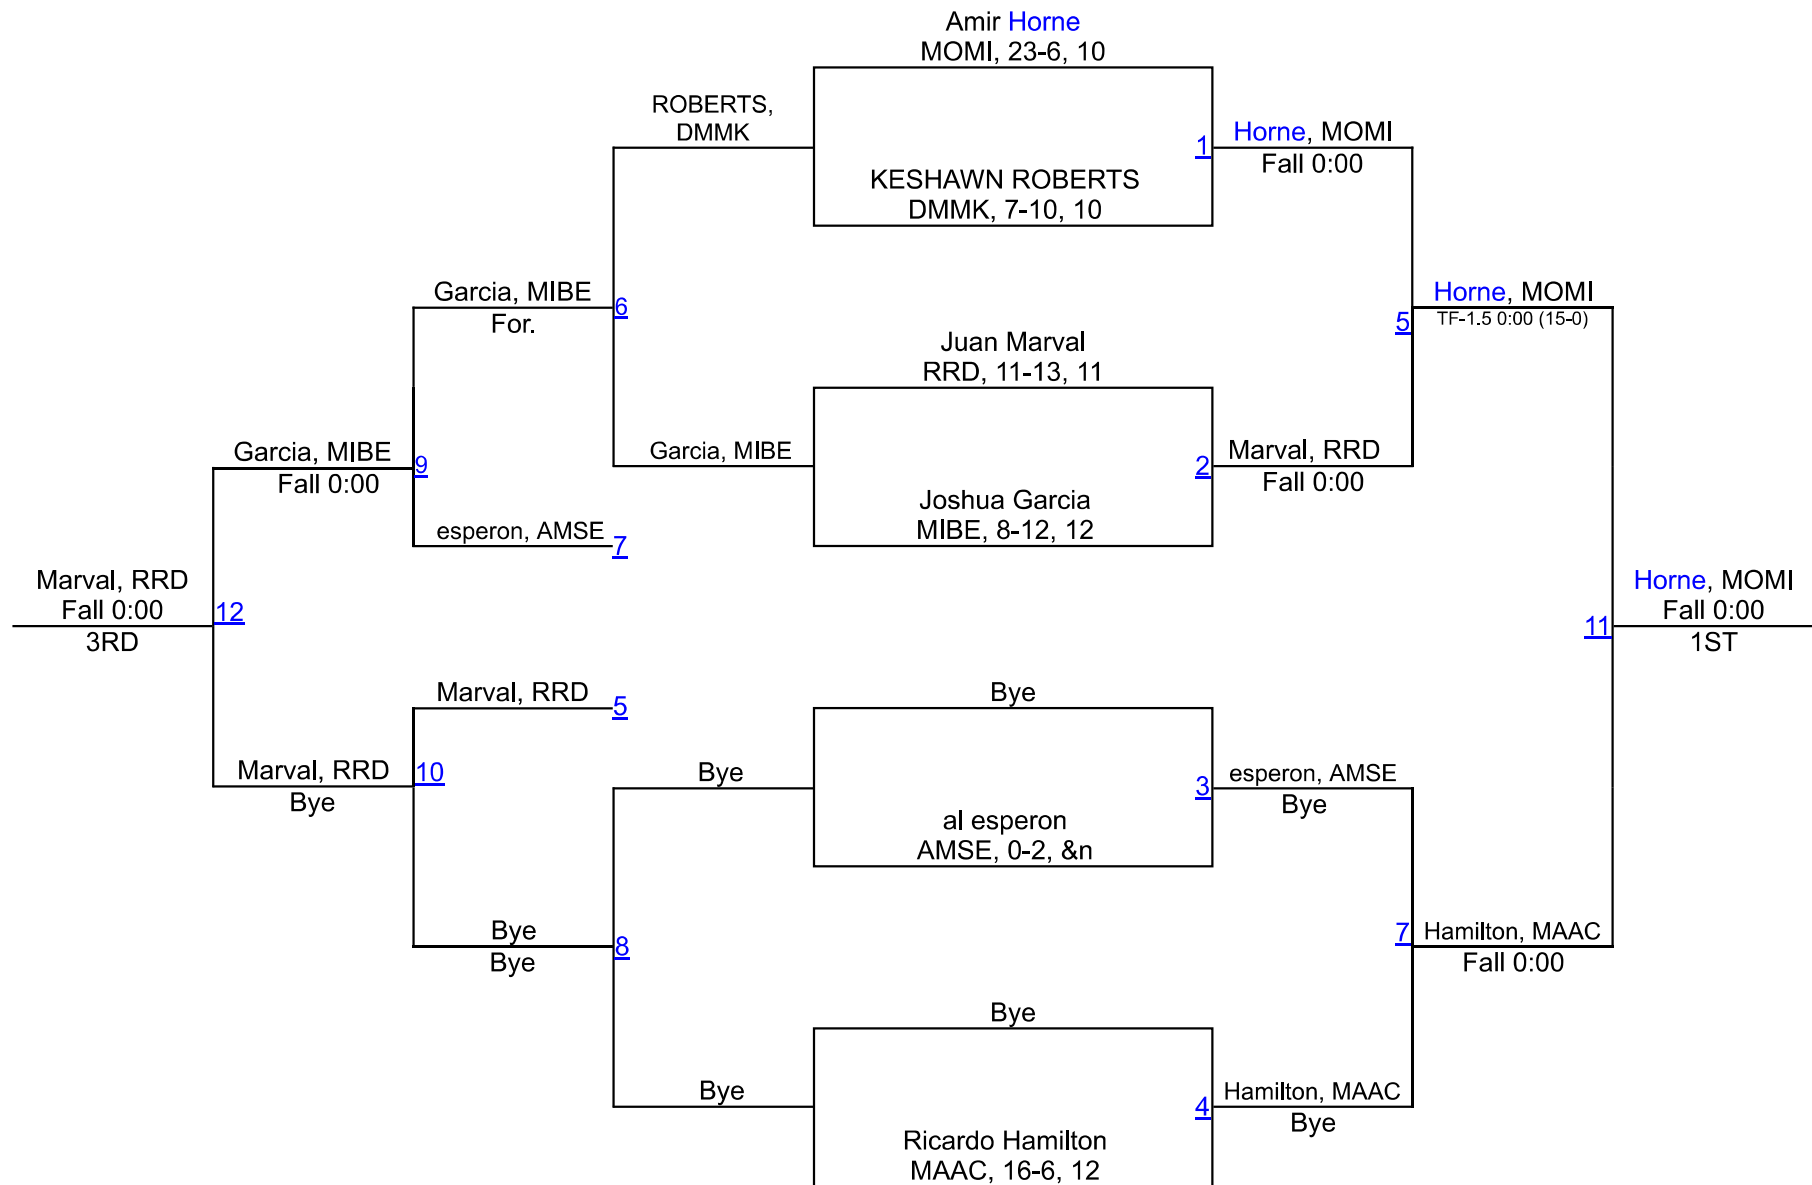 Amir Horne
MOMI, 23-6, 10
ROBERTS,
DMMK
1
Horne, MOMI
Fall 0:00
KESHAWN ROBERTS
DMMK, 7-10, 10
Garcia, MIBE
For.
6
Horne, MOMI
TF-1.5 0:00 (15-0)
5
Juan Marval
RRD, 11-13, 11
Garcia, MIBE
Fall 0:00
9
Garcia, MIBE
2
Marval, RRD
Fall 0:00
Joshua Garcia
MIBE, 8-12, 12
esperon, AMSE
7
Marval, RRD
Fall 0:00
3RD
12
11
Horne, MOMI
Fall 0:00
1ST
Marval, RRD
5
Bye
Marval, RRD
Bye
10
Bye
3
esperon, AMSE
Bye
al esperon
AMSE, 0-2, &n
Bye
Bye
8
7
Hamilton, MAAC
Fall 0:00
Bye
Bye
4
Hamilton, MAAC
Bye
Ricardo Hamilton
MAAC, 16-6, 12